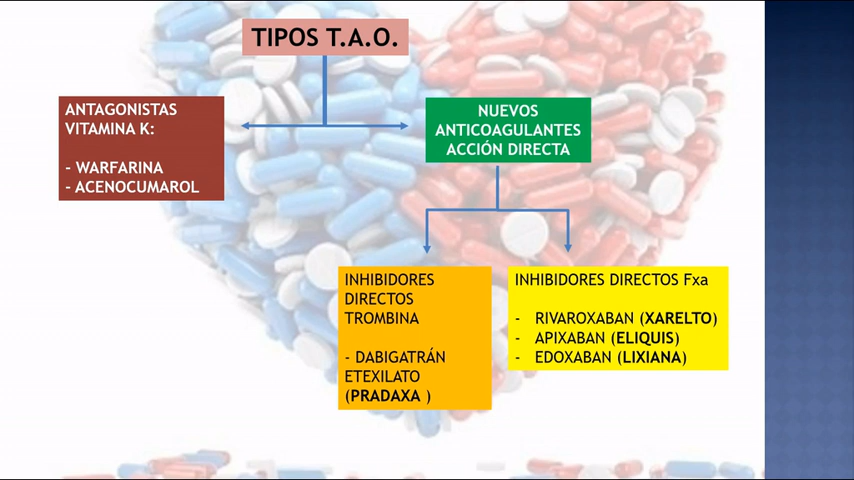 TIPOS T.A.O.
ANTAGONISTAS
VITAMINA K:
- WARFARINA
- ACENOCUMAROL
NUEVOS
ANTICOAGULANTES
ACCIÓN DIRECTA
INHIBIDORES
DIRECTOS
TROMBINA
- DABIGATRÁN
ETEXILATO
(PRADAXA )
INHIBIDORES DIRECTOS Fxa
- RIVAROXABAN (XARELTO)
- APIXABAN (ELIQUIS)
- EDOXABAN (LIXIANA)